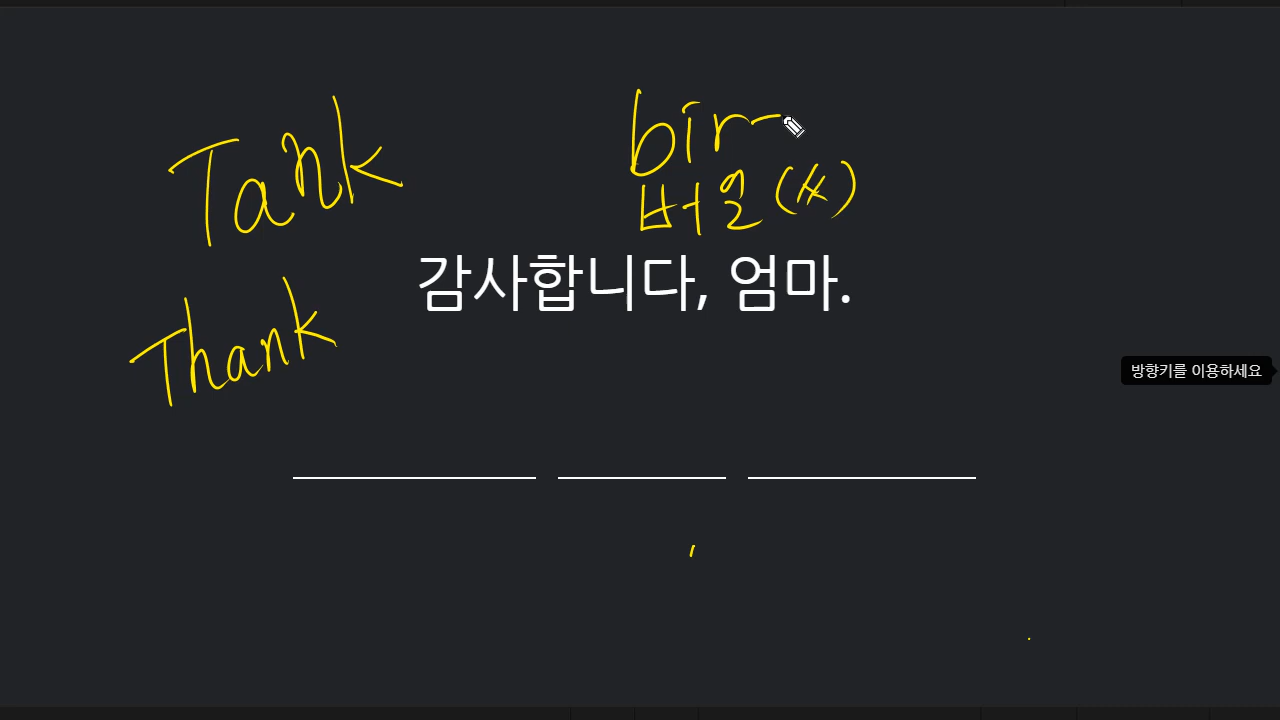 Tank
bir
버얼(X)
감사합니다, 엄마.
Thank
방향키를 이용하세요